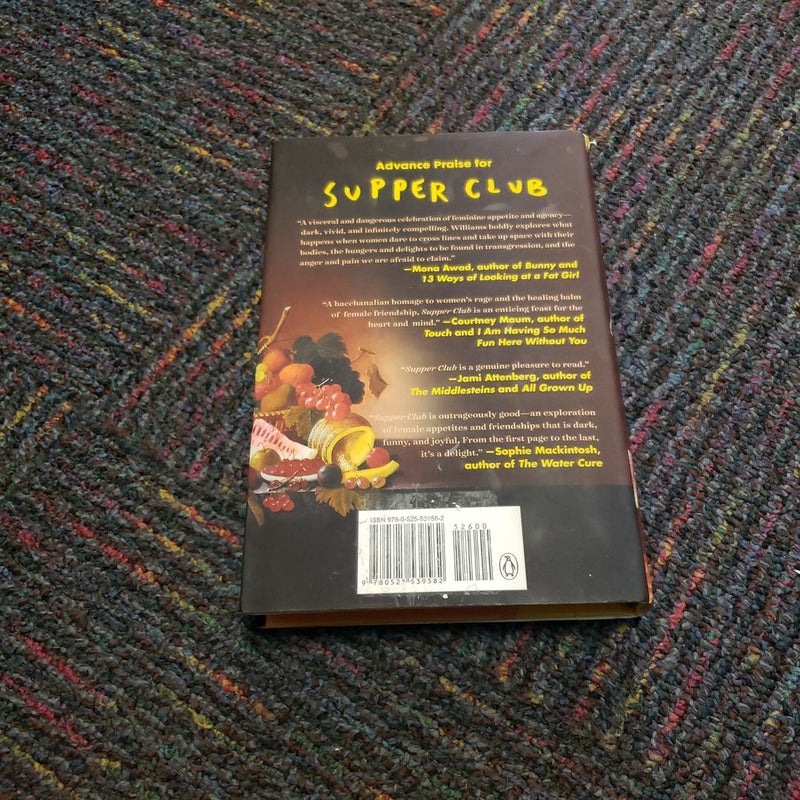 Advance Praise for
SUPPER CLUB
“A visceral and dangerous celebration of feminine appetite and agency—
dark, vivid, and infinitely compelling. Williams boldly explores what
happens when women dare to cross lines and take up space with their
bodies, the hungers and delights to be found in transgression, and the
anger and pain we are afraid to claim.”
—Mona Awad, author of Bunny and
13 Ways of Looking at a Fat Girl
“A bacchanalian homage to women’s rage and the healing balm
of female friendship, Supper Club is an enticing feast for the
heart and mind.” —Courtney Maum, author of
Touch and I Am Having So Much
Fun Here Without You
“Supper Club is a genuine pleasure to read.”
—Jami Attenberg, author of
The Middlesteins and All Grown Up
“Supper Club is outrageously good—an exploration
of female appetites and friendships that is dark,
funny, and joyful. From the first page to the last,
it’s a delight.” —Sophie Mackintosh,
author of The Water Cure
ISBN 978-0-525-53958-2
52600
9 780525 539582